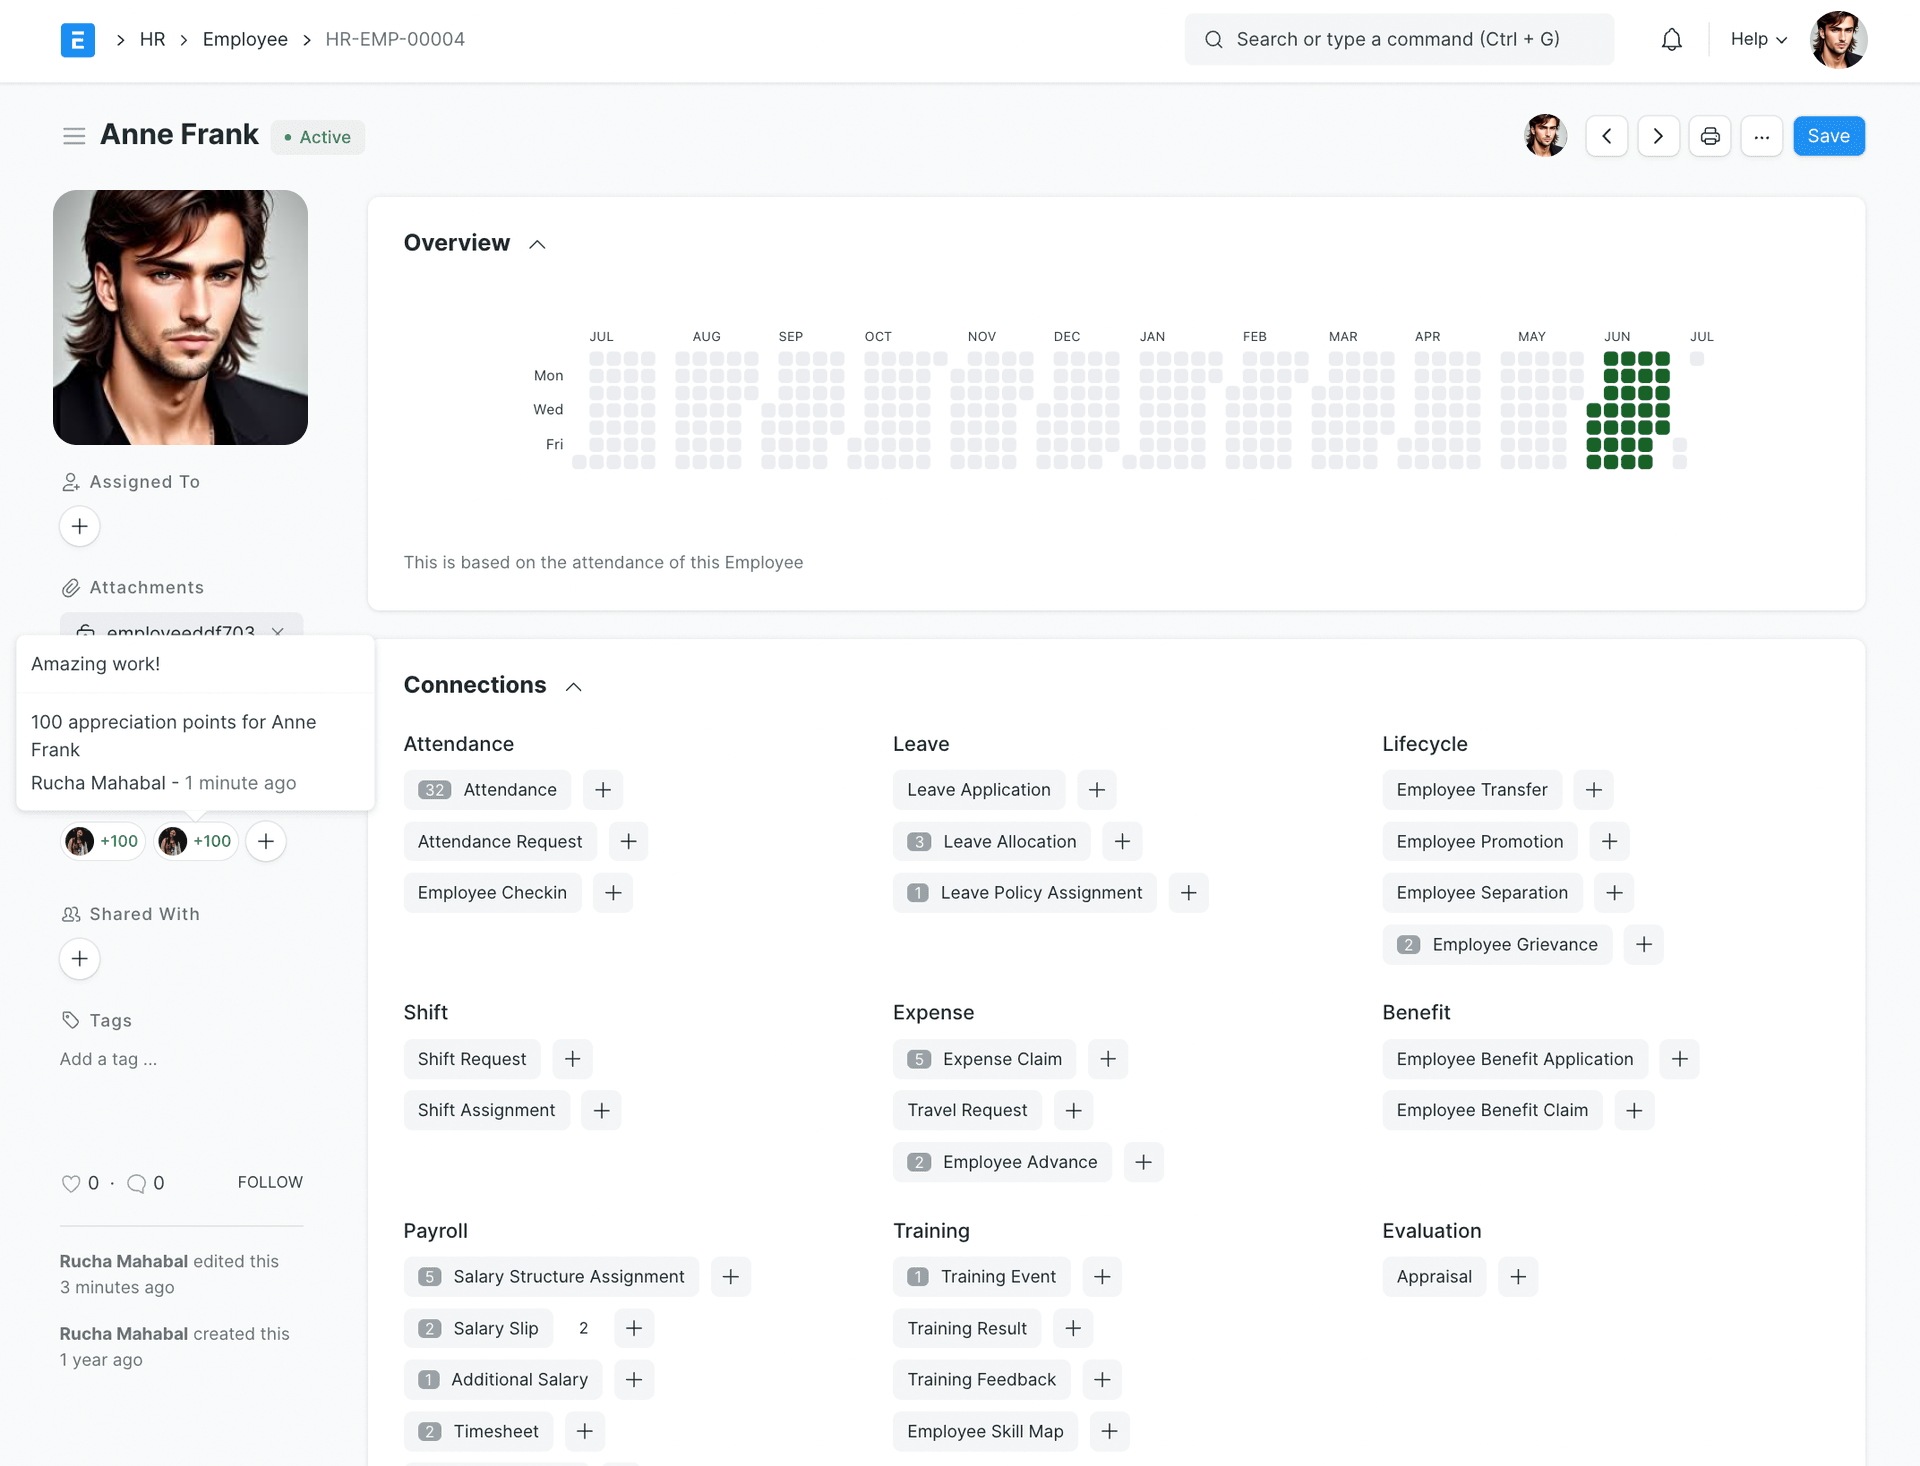 E
HR
Employee
HR-EMP-00004
Search or type a command (Ctrl + G)
Help
Anne Frank
Active
...
Save
Overview
JUL AUG SEP OCT NOV DEC JAN FEB MAR APR MAY JUN JUL
Mon
Wed
Fri
This is based on the attendance of this Employee
Assigned To
Attachments
employeeddf703
Amazing work!
100 appreciation points for Anne
Frank
Rucha Mahabal - 1 minute ago
+100
+100
Shared With
Tags
Add a tag ...
0 · 0
FOLLOW
Rucha Mahabal edited this
3 minutes ago
Rucha Mahabal created this
1 year ago
Connections
Attendance
32 Attendance
Attendance Request
Employee Checkin
Leave
Leave Application
3 Leave Allocation
1 Leave Policy Assignment
Lifecycle
Employee Transfer
Employee Promotion
Employee Separation
2 Employee Grievance
Shift
Shift Request
Shift Assignment
Expense
5 Expense Claim
Travel Request
2 Employee Advance
Benefit
Employee Benefit Application
Employee Benefit Claim
Payroll
5 Salary Structure Assignment
2 Salary Slip 2
1 Additional Salary
2 Timesheet
Training
1 Training Event
Training Result
Training Feedback
Employee Skill Map
Evaluation
Appraisal